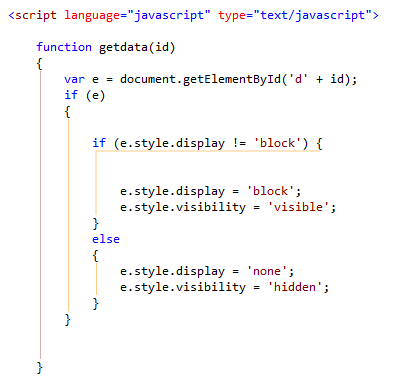 <script language="javascript" type="text/javascript">
function getdata(id)
{
var e = document.getElementById('d' + id);
if (e)
{
if (e.style.display != 'block') {
e.style.display = 'block';
e.style.visibility = 'visible';
}
else
{
e.style.display = 'none';
e.style.visibility = 'hidden';
}
}
}